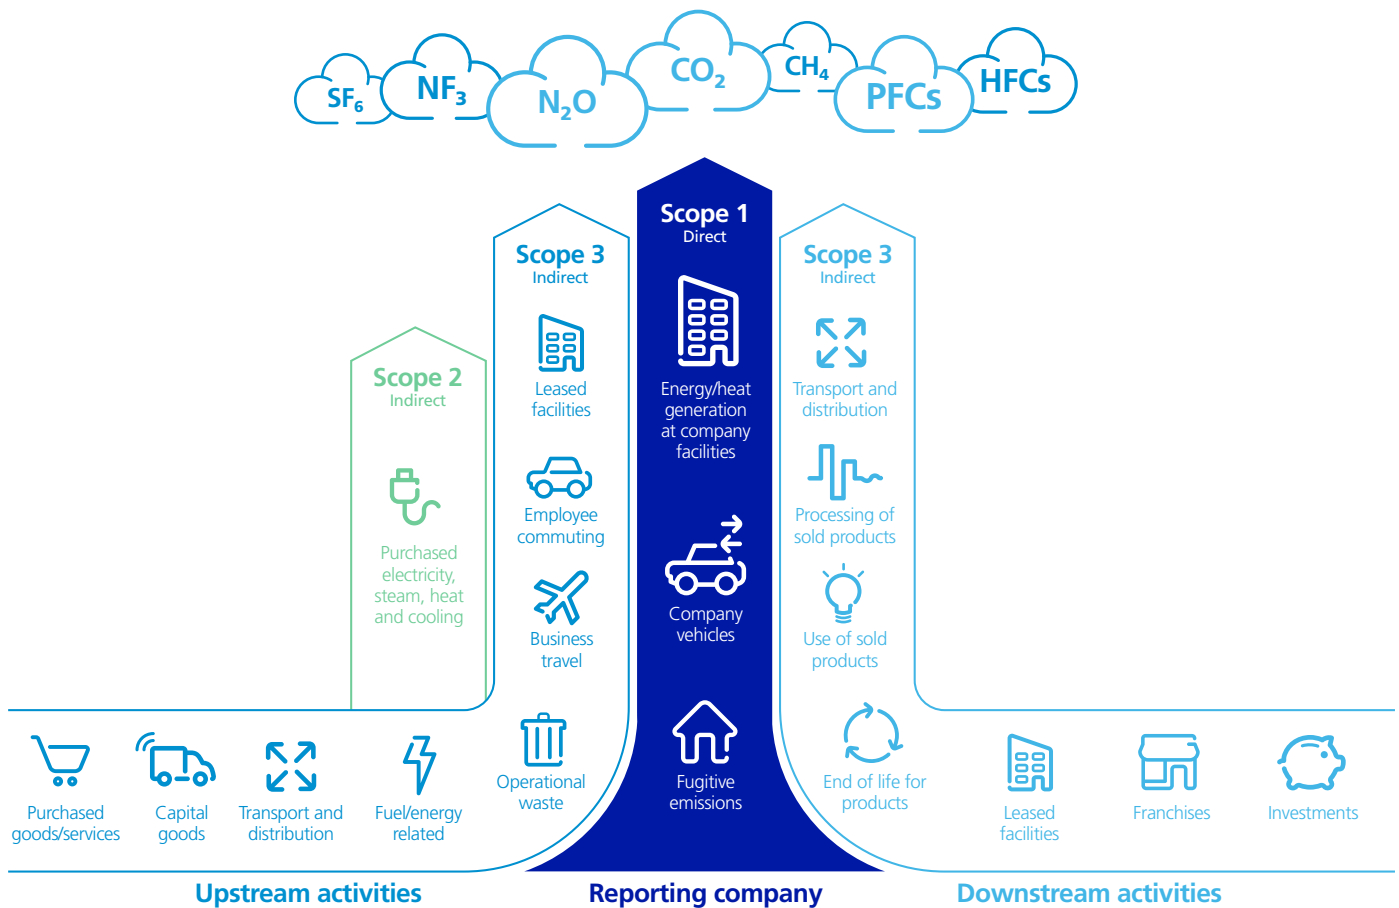 SF₆
NF₃
N₂O
CO₂
CH₄
PFCs
HFCs
Scope 2
Indirect
Purchased
electricity,
steam, heat
and cooling
Scope 3
Indirect
Leased
facilities
Employee
commuting
Business
travel
Operational
waste
Scope 1
Direct
Energy/heat
generation
at company
facilities
Company
vehicles
Fugitive
emissions
Scope 3
Indirect
Transport and
distribution
Processing of
sold products
Use of sold
products
End of life for
products
Purchased
goods/services
Capital
goods
Transport and
distribution
Fuel/energy
related
Leased
facilities
Franchises
Investments
Upstream activities
Reporting company
Downstream activities